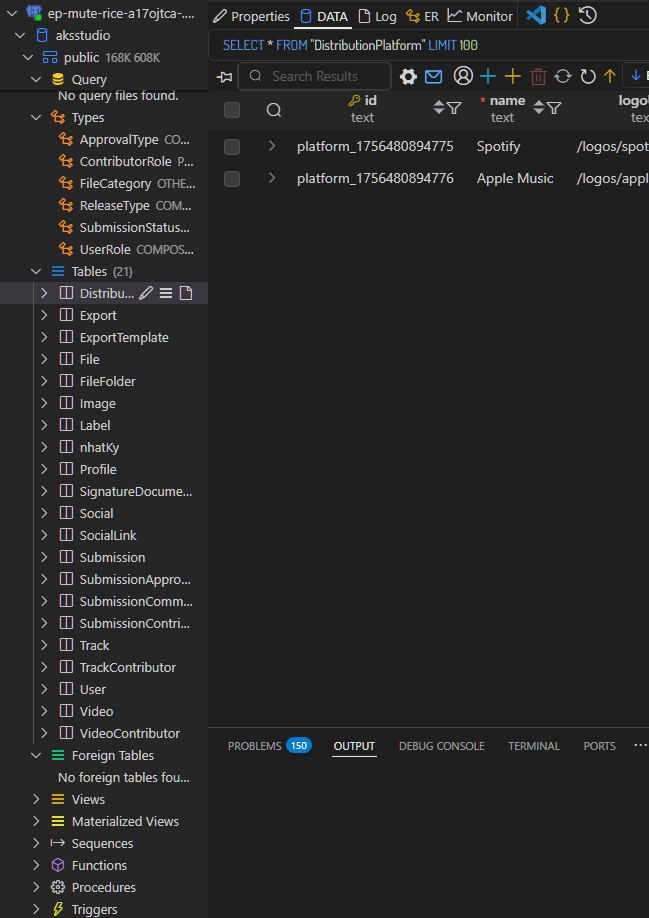 ep-mute-rice-a17ojtca-....
aksstudio
public 168K 608K
Query
No query files found.
Types
ApprovalType CO...
ContributorRole P...
FileCategory OTHE...
ReleaseType COM...
SubmissionStatus...
UserRole COMPOS...
Tables (21)
Distribu...
Export
ExportTemplate
File
FileFolder
Image
Label
nhatKy
Profile
SignatureDocume...
Social
SocialLink
Submission
SubmissionAppro...
SubmissionComm...
SubmissionContri...
Track
TrackContributor
User
Video
VideoContributor
Foreign Tables
No foreign tables fou...
Views
Materialized Views
Sequences
Functions
Procedures
Triggers
Properties DATA Log ER Monitor
SELECT * FROM "DistributionPlatform" LIMIT 100
Search Results
id * name logo
text text tex
platform_1756480894775 Spotify /logos/spot
platform_1756480894776 Apple Music /logos/appl
PROBLEMS 150 OUTPUT DEBUG CONSOLE TERMINAL PORTS ...